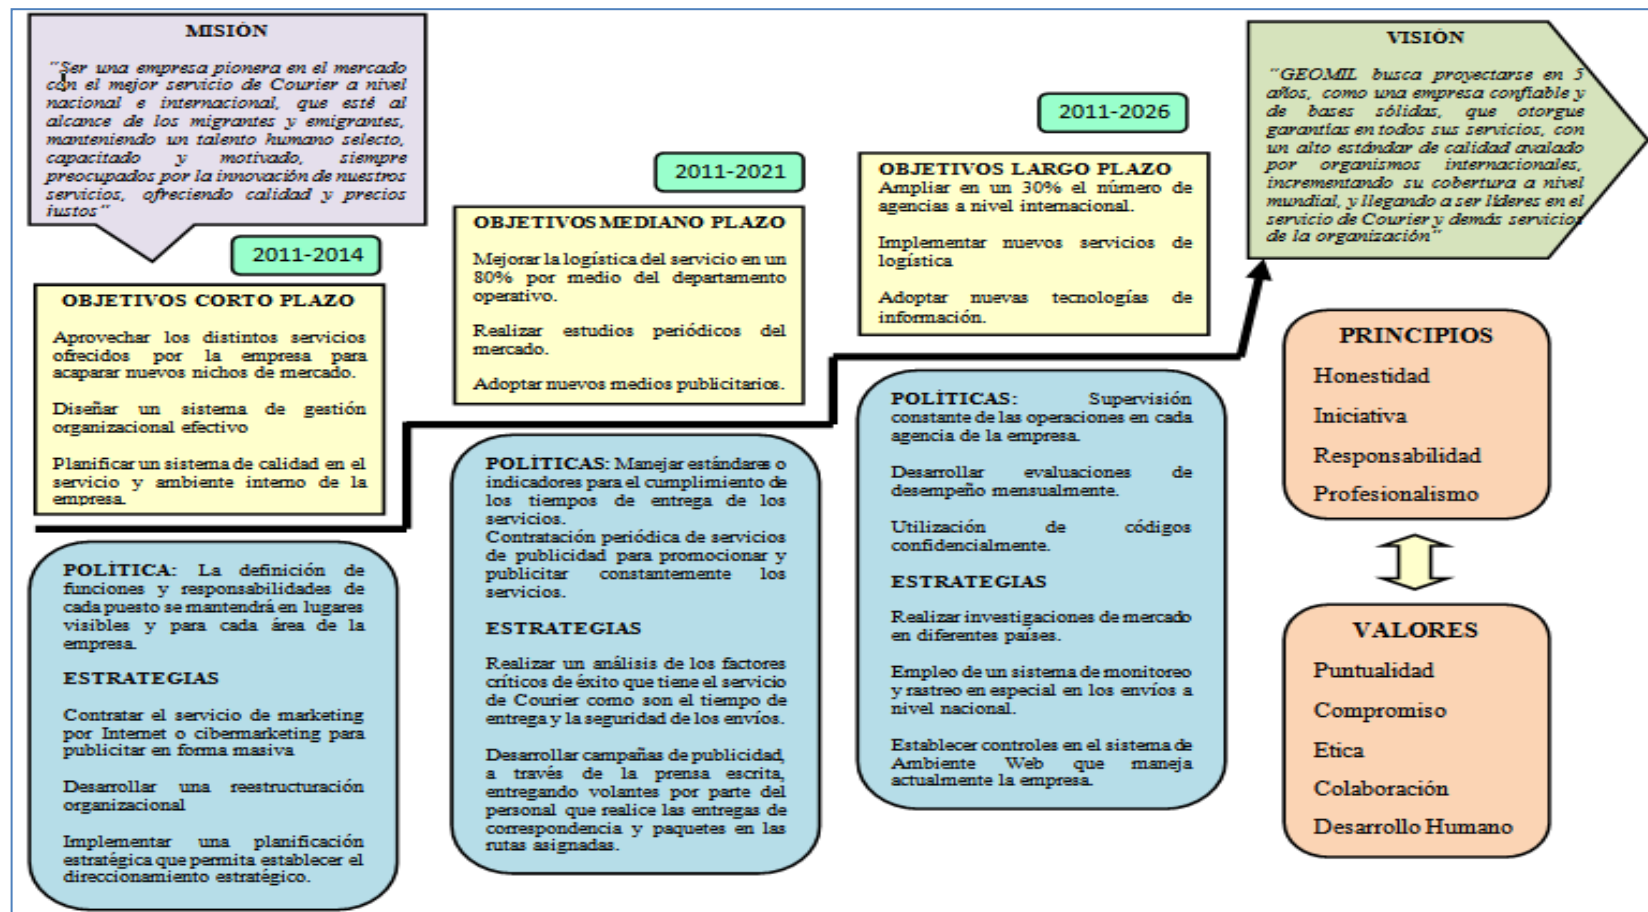 MISIÓN
"Ser una empresa pionera en el mercado
con el mejor servicio de Courier a nivel
nacional e internacional, que esté al
alcance de los migrantes y emigrantes,
manteniendo un talento humano selecto,
capacitado y motivado, siempre
preocupados por la innovación de nuestros
servicios, ofreciendo calidad y precios
justos"
2011-2014
OBJETIVOS CORTO PLAZO
Aprovechar los distintos servicios
ofrecidos por la empresa para
acaparar nuevos nichos de mercado.
Diseñar un sistema de gestión
organizacional efectivo
Planificar un sistema de calidad en el
servicio y ambiente interno de la
empresa.
POLÍTICA: La definición de
funciones y responsabilidades de
cada puesto se mantendrá en lugares
visibles y para cada área de la
empresa.
ESTRATEGIAS
Contratar el servicio de marketing
por Internet o cibermarketing para
publicitar en forma masiva
Desarrollar una reestructuración
organizacional
Implementar una planificación
estratégica que permita establecer el
direccionamiento estratégico.
2011-2021
OBJETIVOS MEDIANO PLAZO
Mejorar la logística del servicio en un
80% por medio del departamento
operativo.
Realizar estudios periódicos del
mercado.
Adoptar nuevos medios publicitarios.
POLÍTICAS: Manejar estándares o
indicadores para el cumplimiento de
los tiempos de entrega de los
servicios.
Contratación periódica de servicios
de publicidad para promocionar y
publicitar constantemente los
servicios.
ESTRATEGIAS
Realizar un análisis de los factores
críticos de éxito que tiene el servicio
de Courier como son el tiempo de
entrega y la seguridad de los envíos.
Desarrollar campañas de publicidad,
a través de la prensa escrita,
entregando volantes por parte del
personal que realice las entregas de
correspondencia y paquetes en las
rutas asignadas.
2011-2026
OBJETIVOS LARGO PLAZO
Ampliar en un 30% el número de
agencias a nivel internacional.
Implementar nuevos servicios de
logística
Adoptar nuevas tecnologías de
información.
POLÍTICAS: Supervisión
constante de las operaciones en cada
agencia de la empresa.
Desarrollar evaluaciones de
desempeño mensualmente.
Utilización de códigos
confidencialmente.
ESTRATEGIAS
Realizar investigaciones de mercado
en diferentes países.
Empleo de un sistema de monitoreo
y rastreo en especial en los envíos a
nivel nacional.
Establecer controles en el sistema de
Ambiente Web que maneja
actualmente la empresa.
VISIÓN
"GEOMIL busca proyectarse en 5
años, como una empresa confiable y
de bases sólidas, que otorgue
garantías en todos sus servicios, con
un alto estándar de calidad avalado
por organismos internacionales,
incrementando su cobertura a nivel
mundial, y llegando a ser líderes en el
servicio de Courier y demás servicios
de la organización"
PRINCIPIOS
Honestidad
Iniciativa
Responsabilidad
Profesionalismo
VALORES
Puntualidad
Compromiso
Etica
Colaboración
Desarrollo Humano